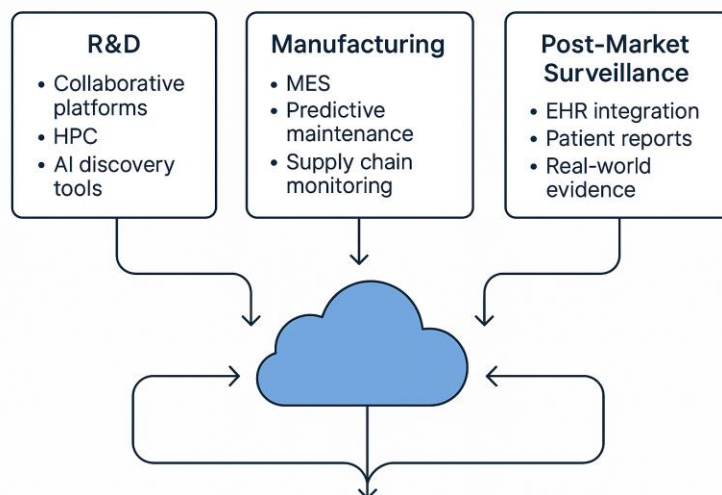 R&D
• Collaborative
platforms
• HPC
• AI discovery
tools
Manufacturing
• MES
• Predictive
maintenance
• Supply chain
monitoring
Post-Market
Surveillance
• EHR integration
• Patient reports
• Real-world
evidence